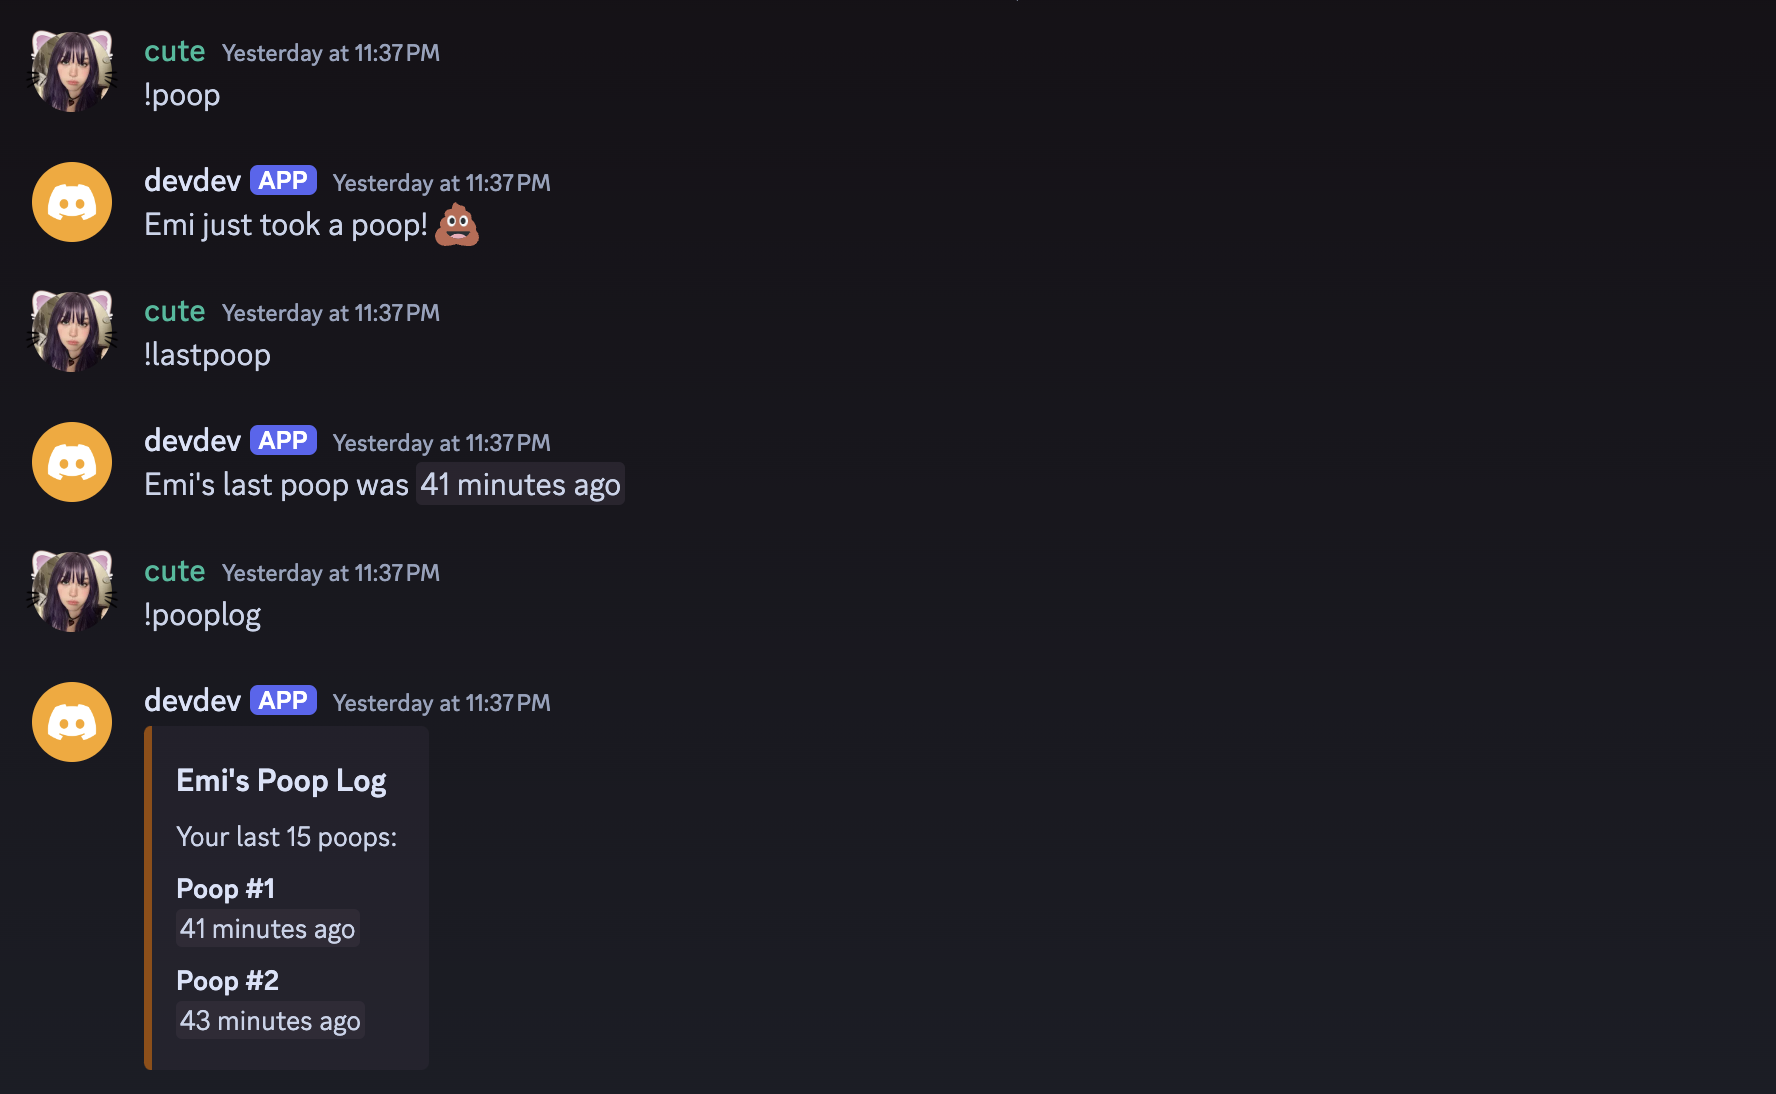 cute Yesterday at 11:37 PM
!poop
devdev APP Yesterday at 11:37 PM
Emi just took a poop! 💩
cute Yesterday at 11:37 PM
!lastpoop
devdev APP Yesterday at 11:37 PM
Emi's last poop was 41 minutes ago
cute Yesterday at 11:37 PM
!pooplog
devdev APP Yesterday at 11:37 PM
Emi's Poop Log
Your last 15 poops:
Poop #1
41 minutes ago
Poop #2
43 minutes ago